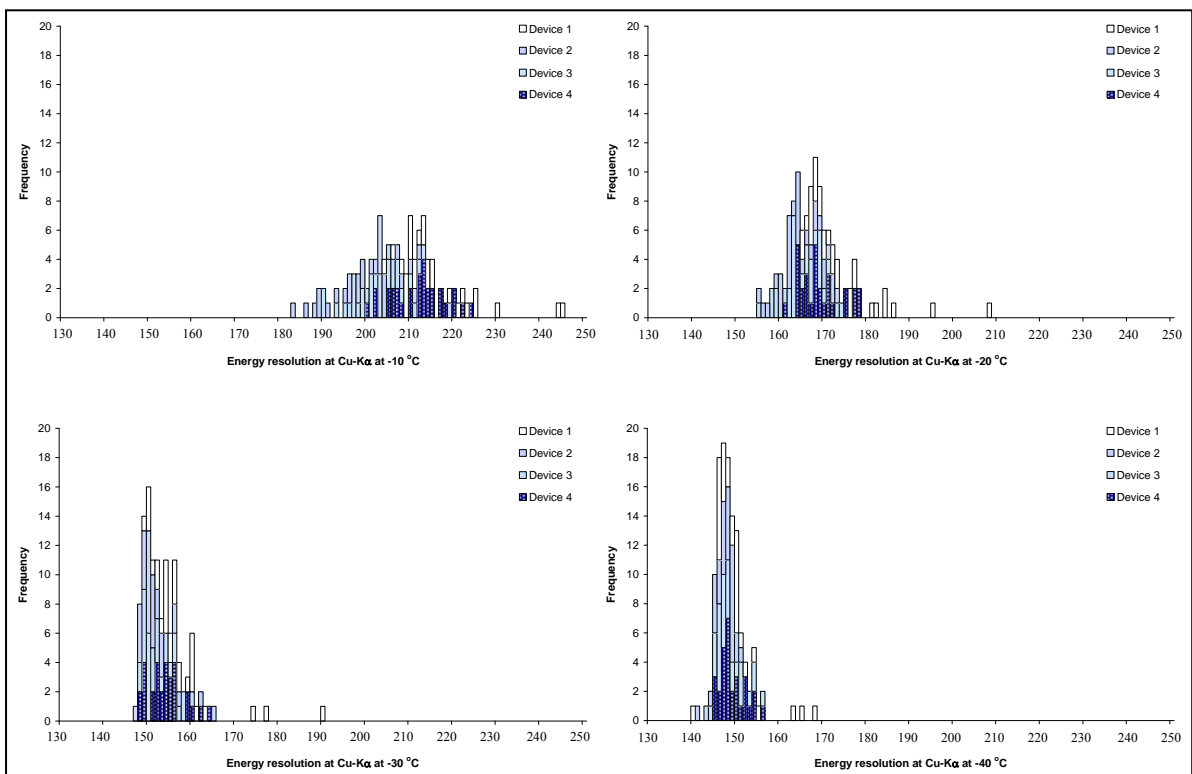 20
18
16
14
12
10
8
6
4
2
0
Frequency
130 140 150 160 170 180 190 200 210 220 230 240 250
Energy resolution at Cu-Kα at -10 °C
Device 1
Device 2
Device 3
Device 4
20
18
16
14
12
10
8
6
4
2
0
Frequency
130 140 150 160 170 180 190 200 210 220 230 240 250
Energy resolution at Cu-Kα at -20 °C
Device 1
Device 2
Device 3
Device 4
20
18
16
14
12
10
8
6
4
2
0
Frequency
130 140 150 160 170 180 190 200 210 220 230 240 250
Energy resolution at Cu-Kα at -30 °C
Device 1
Device 2
Device 3
Device 4
20
18
16
14
12
10
8
6
4
2
0
Frequency
130 140 150 160 170 180 190 200 210 220 230 240 250
Energy resolution at Cu-Kα at -40 °C
Device 1
Device 2
Device 3
Device 4